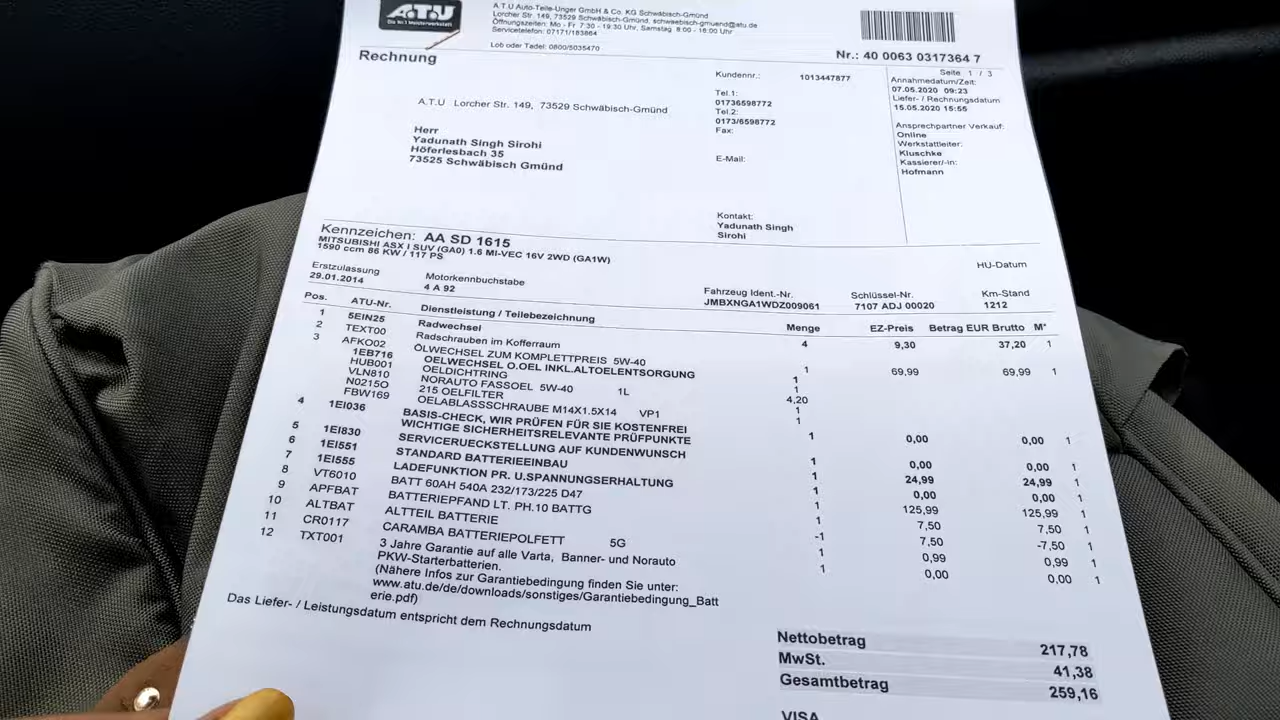 A.T.U
Die Nr.1 Meisterwerkstatt
A.T.U Auto-Teile-Unger GmbH & Co. KG Schwäbisch-Gmünd
Lorcher Str. 149, 73529 Schwäbisch-Gmünd, schwaebisch-gmuend@atu.de
Öffnungszeiten: Mo - Fr 7:30 - 19:30 Uhr, Samstag 8:00 - 16:00 Uhr
Servicetelefon: 07171/183864
Lob oder Tadel: 0800/5035470
Nr.: 40 0063 0317364 7
Rechnung
Seite 1 / 3
Kundennr.: 1013447877
Annahmedatum/Zeit:
07.05.2020 09:23
Liefer- / Rechnungsdatum
15.05.2020 15:55
Tel.1:
01736598772
Tel.2:
0173/6598772
Fax:
E-Mail:
Ansprechpartner Verkauf:
Online
Werkstattleiter:
Kluschke
Kassierer/-in:
Hofmann
A.T.U Lorcher Str. 149, 73529 Schwäbisch-Gmünd
Herr
Yadunath Singh Sirohi
Höferlesbach 35
73525 Schwäbisch Gmünd
Kontakt:
Yadunath Singh
Sirohi
Kennzeichen: AA SD 1615
MITSUBISHI ASX I SUV (GA0) 1.6 MI-VEC 16V 2WD (GA1W)
1590 ccm 86 KW / 117 PS
HU-Datum
Erstzulassung Motorkennbuchstabe Fahrzeug Ident.-Nr. Schlüssel-Nr. Km-Stand
29.01.2014 4 A 92 JMBXNGA1WDZ009061 7107 ADJ 00020 1212
Pos. ATU-Nr. Dienstleistung / Teilebezeichnung Menge EZ-Preis Betrag EUR Brutto M*
1 5EIN25 Radwechsel 4 9,30 37,20 1
2 TEXT00 Radschrauben im Kofferraum
3 AFKO02 ÖLWECHSEL ZUM KOMPLETTPREIS 5W-40 1 69,99 69,99 1
1EB716 OELWECHSEL O.OEL INKL.ALTOELENTSORGUNG 1
HUB001 OELDICHTRING 1
VLN810 NORAUTO FASSOEL 5W-40 1L 4,20
N0215O 215 OELFILTER 1
FBW169 OELABLASSSCHRAUBE M14X1.5X14 VP1 1
4 1EI036 BASIS-CHECK, WIR PRÜFEN FÜR SIE KOSTENFREI
WICHTIGE SICHERHEITSRELEVANTE PRÜFPUNKTE 1 0,00 0,00 1
5 1EI830 SERVICERUECKSTELLUNG AUF KUNDENWUNSCH 1 0,00 0,00 1
6 1EI551 STANDARD BATTERIEEINBAU 1 24,99 24,99 1
7 1EI555 LADEFUNKTION PR. U.SPANNUNGSERHALTUNG 1 0,00 0,00 1
8 VT6010 BATT 60AH 540A 232/173/225 D47 1 125,99 125,99 1
9 APFBAT BATTERIEPFAND LT. PH.10 BATTG 1 7,50 7,50 1
10 ALTBAT ALTTEIL BATTERIE -1 7,50 -7,50 1
11 CR0117 CARAMBA BATTERIEPOLFETT 5G 1 0,99 0,99 1
12 TXT001 3 Jahre Garantie auf alle Varta, Banner- und Norauto 1 0,00 0,00 1
PKW-Starterbatterien.
(Nähere Infos zur Garantiebedingung finden Sie unter:
www.atu.de/de/downloads/sonstiges/Garantiebedingung_Batt
erie.pdf)
Das Liefer- / Leistungsdatum entspricht dem Rechnungsdatum
Nettobetrag 217,78
MwSt. 41,38
Gesamtbetrag 259,16
VISA